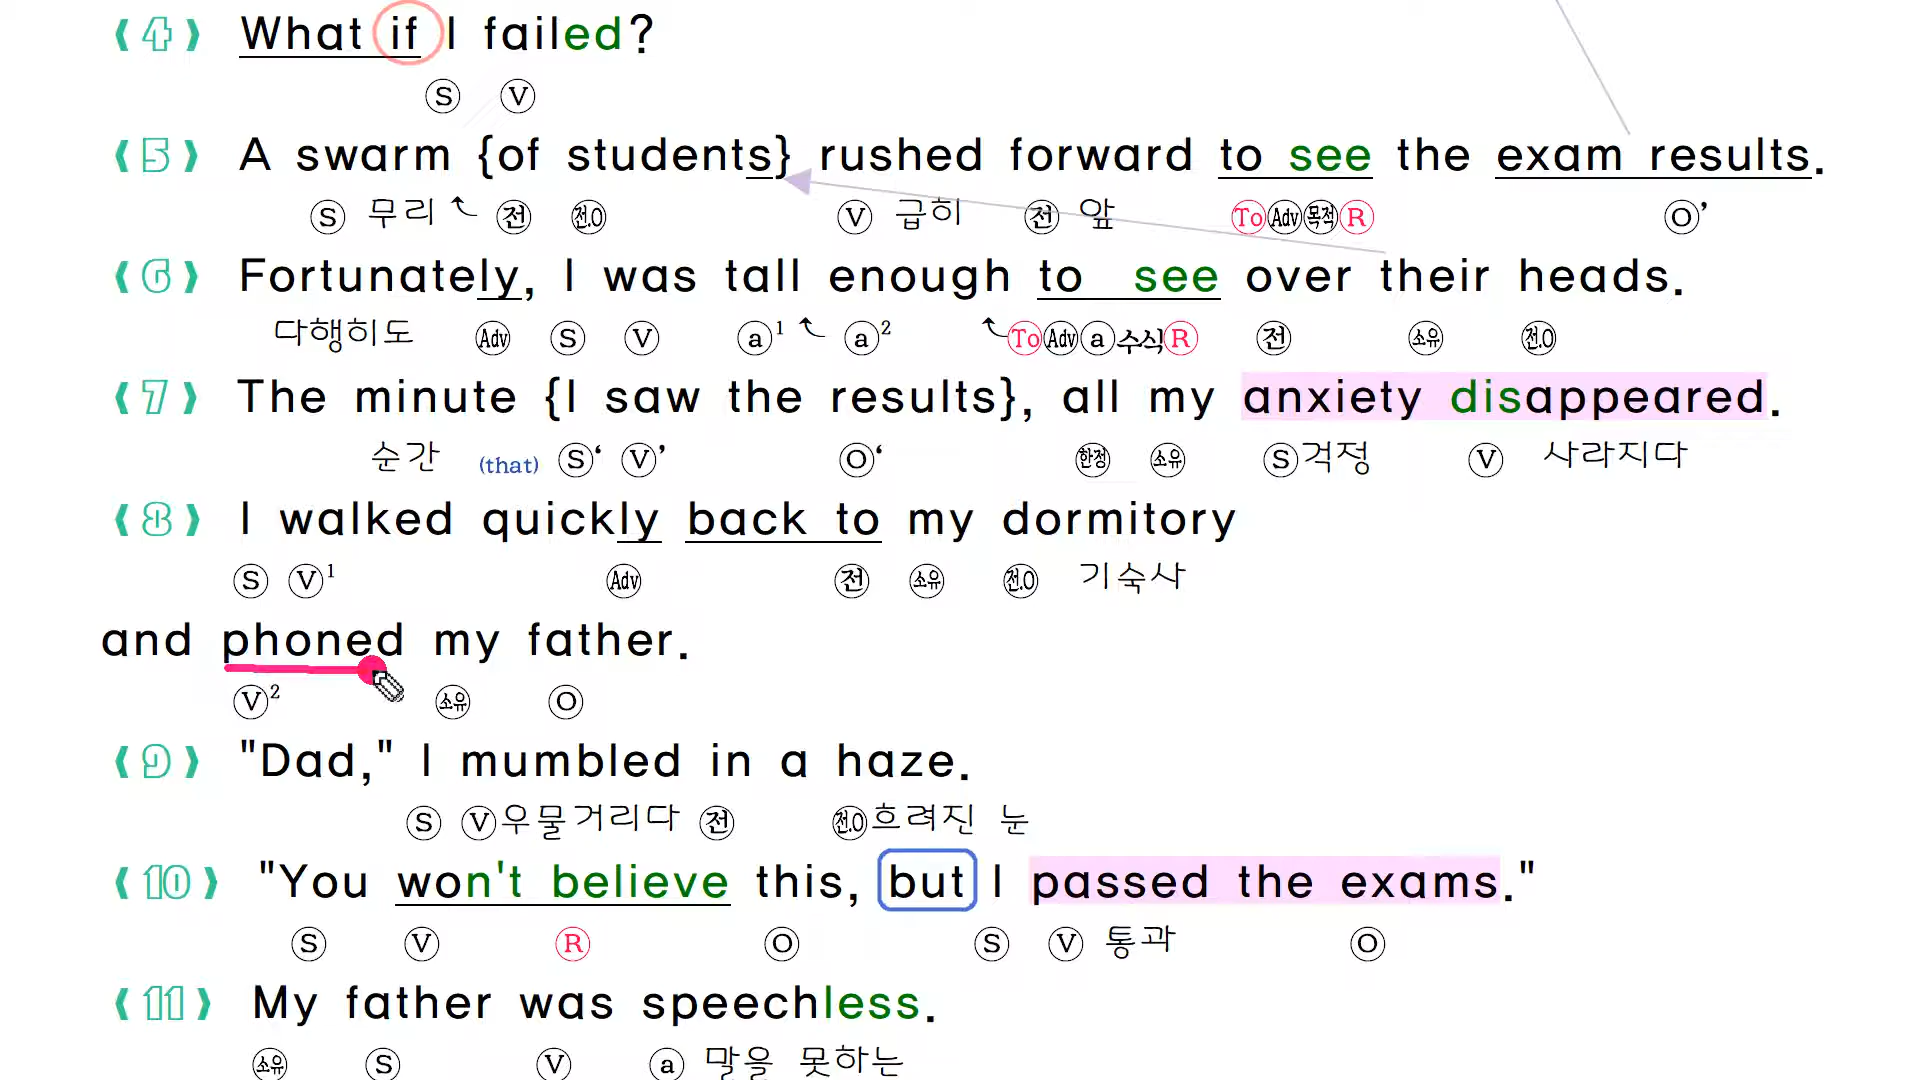 ❰4❱ What if I failed?
Ⓢ Ⓥ
❰5❱ A swarm {of students} rushed forward to see the exam results.
Ⓢ 무리 전 전.O Ⓥ 급히 전 앞 To Adv 목적 R O'
❰6❱ Fortunately, I was tall enough to see over their heads.
다행히도 Adv Ⓢ Ⓥ ⓐ¹ ⓐ² To Adv ⓐ 수식 R 전 소유 전.O
❰7❱ The minute {I saw the results}, all my anxiety disappeared.
순간 (that) Ⓢ‘ Ⓥ’ Ⓞ‘ 한정 소유 Ⓢ걱정 Ⓥ 사라지다
❰8❱ I walked quickly back to my dormitory
Ⓢ Ⓥ¹ Adv 전 소유 전.O 기숙사
and phoned my father.
Ⓥ² 소유 Ⓞ
❰9❱ "Dad," I mumbled in a haze.
Ⓢ Ⓥ우물거리다 전 전.O흐려진 눈
❰10❱ "You won't believe this, but I passed the exams."
Ⓢ Ⓥ Ⓡ Ⓞ Ⓢ Ⓥ 통과 Ⓞ
❰11❱ My father was speechless.
소유 Ⓢ Ⓥ ⓐ 말을 못하는